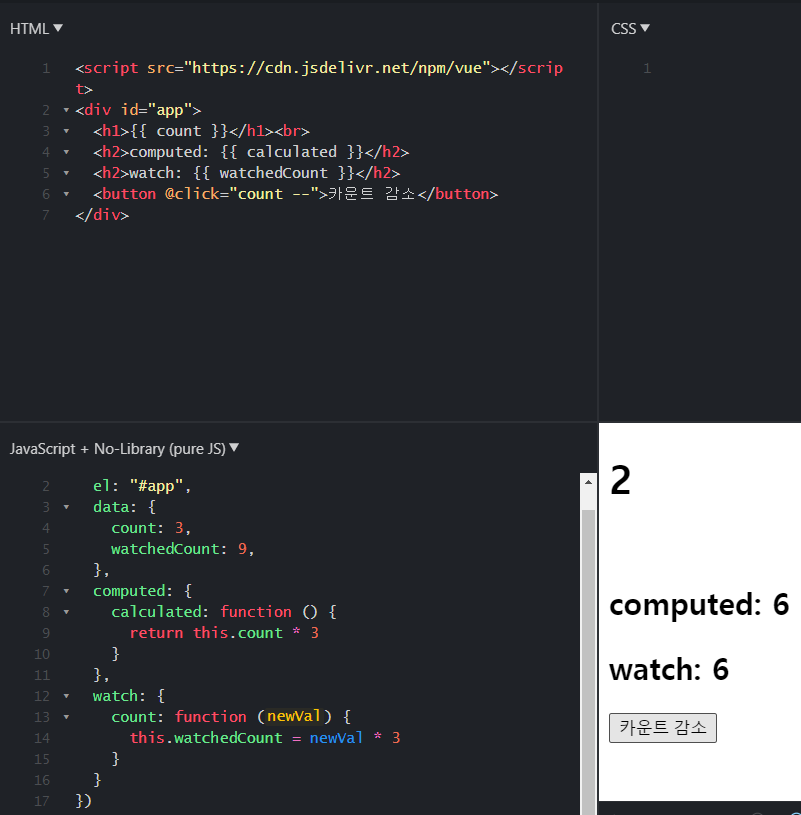 HTML ▼
1 <script src="https://cdn.jsdelivr.net/npm/vue"></scrip
t>
2 <div id="app">
3 <h1>{{ count }}</h1><br>
4 <h2>computed: {{ calculated }}</h2>
5 <h2>watch: {{ watchedCount }}</h2>
6 <button @click="count --">카운트 감소</button>
7 </div>
CSS ▼
1
JavaScript + No-Library (pure JS) ▼
2 el: "#app",
3 data: {
4 count: 3,
5 watchedCount: 9,
6 },
7 computed: {
8 calculated: function () {
9 return this.count * 3
10 }
11 },
12 watch: {
13 count: function (newVal) {
14 this.watchedCount = newVal * 3
15 }
16 }
17 })
2
computed: 6
watch: 6
카운트 감소